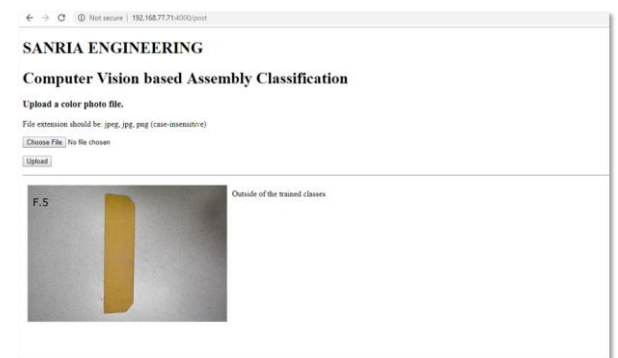 Not secure | 192.168.77.71:4000/post
SANRIA ENGINEERING
Computer Vision based Assembly Classification
Upload a color photo file.
File extension should be: jpeg, jpg, png (case-insensitive)
Choose File No file chosen
Upload
F.5
Outside of the trained classes